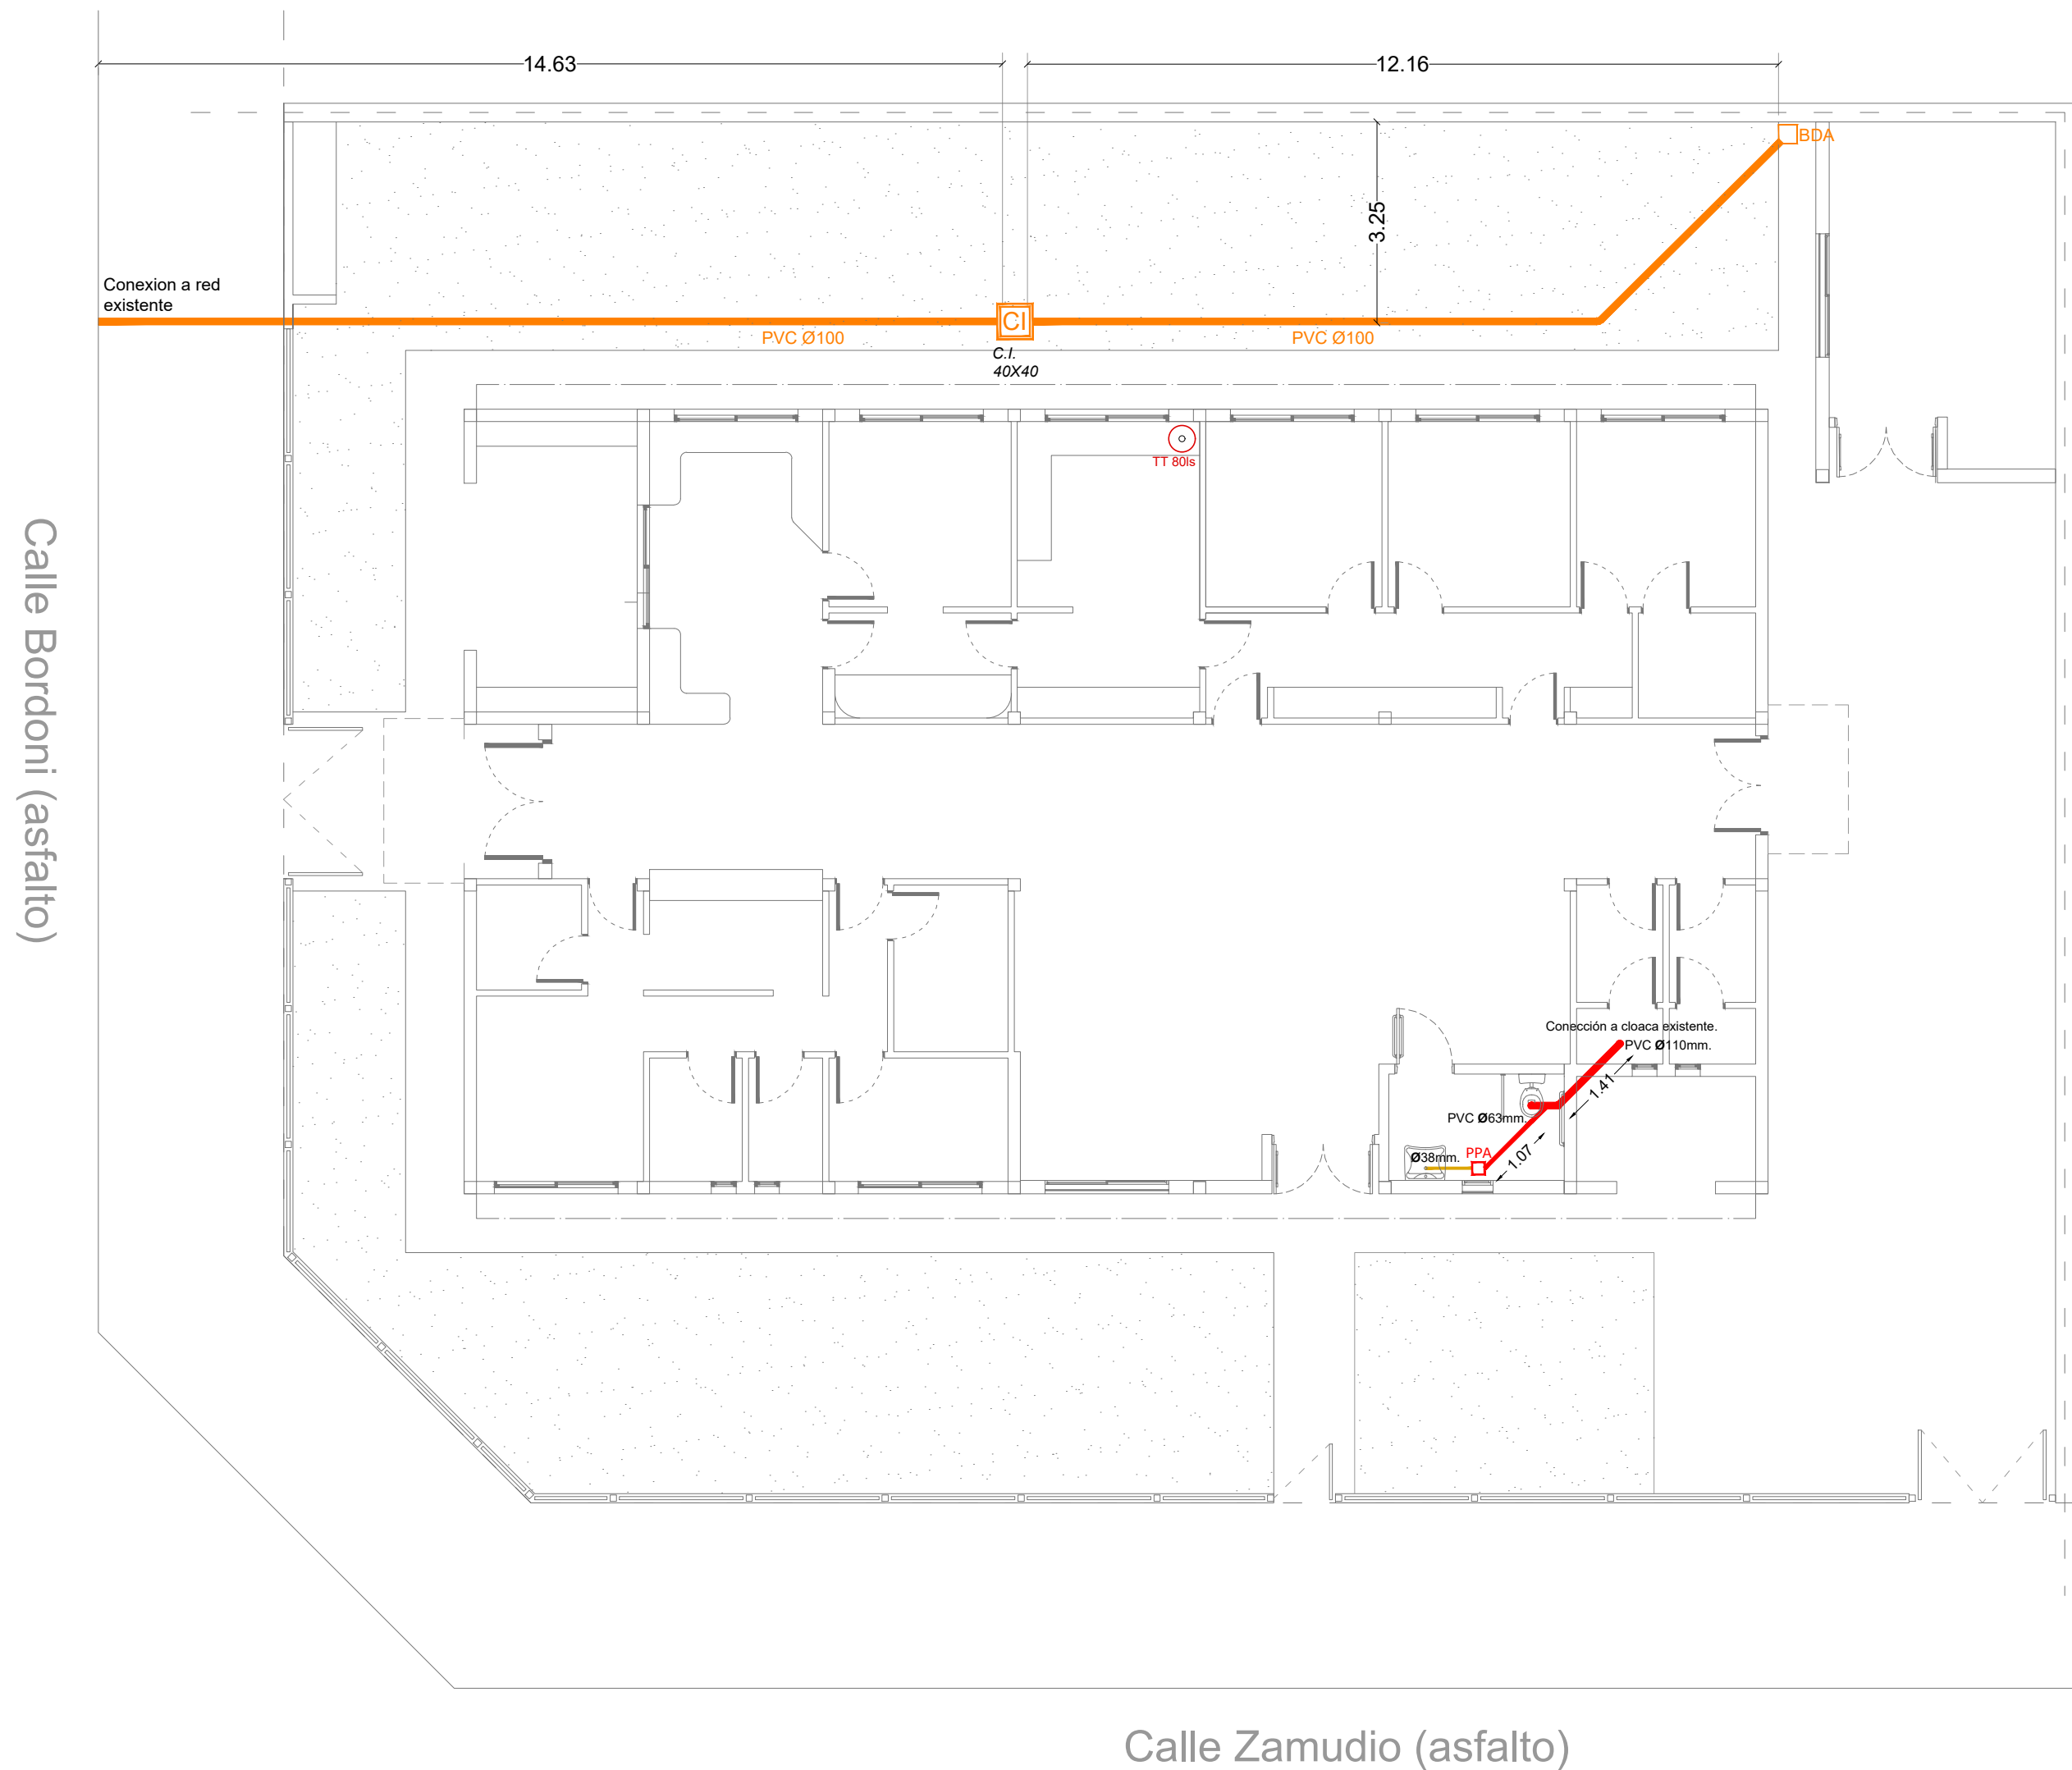 14.63
12.16
BDA
3.25
Conexion a red
existente
CI
PVC Ø100
PVC Ø100
C.I.
40X40
TT 80ls
Calle Bordoni (asfalto)
Conección a cloaca existente.
PVC Ø110mm.
1.41
PVC Ø63mm.
Ø38mm.
PPA
1.07
Calle Zamudio (asfalto)